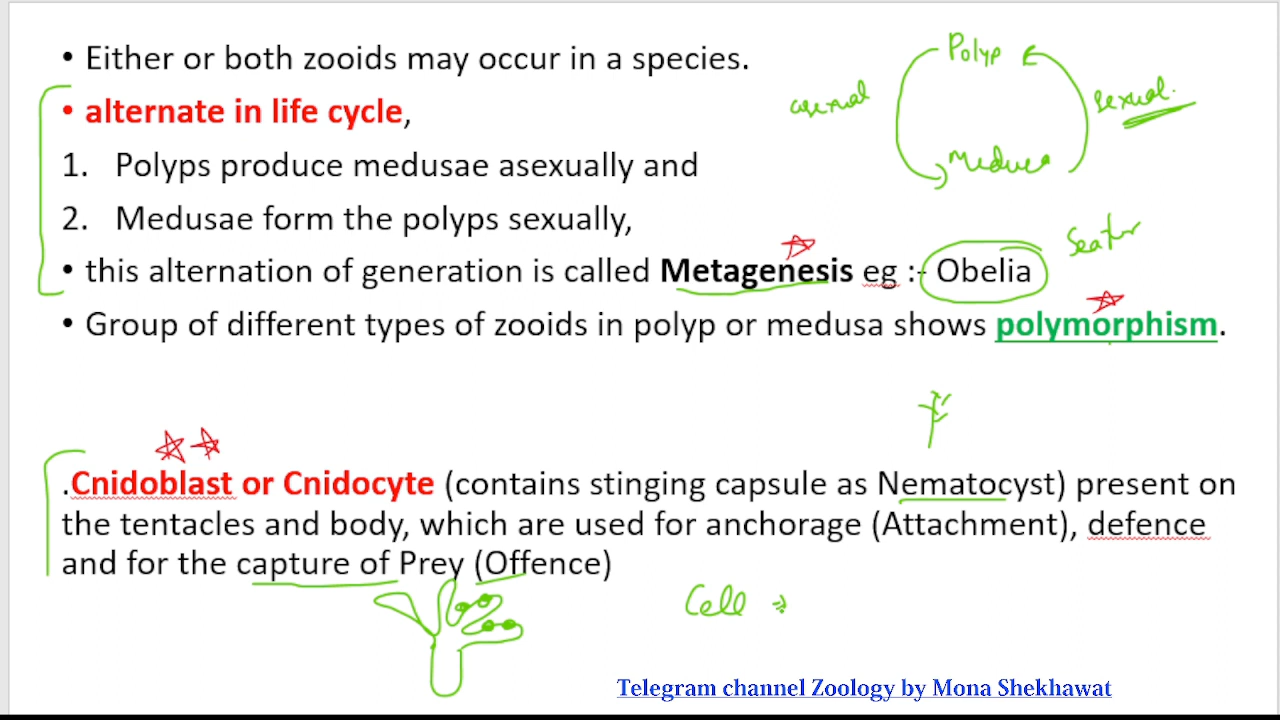 • Either or both zooids may occur in a species.
• alternate in life cycle,
1. Polyps produce medusae asexually and
2. Medusae form the polyps sexually,
• this alternation of generation is called Metagenesis eg :- Obelia
• Group of different types of zooids in polyp or medusa shows polymorphism.
Polyp
asexual
sexual.
Medusa
.Cnidoblast or Cnidocyte (contains stinging capsule as Nematocyst) present on
the tentacles and body, which are used for anchorage (Attachment), defence
and for the capture of Prey (Offence)
Cell
Telegram channel Zoology by Mona Shekhawat